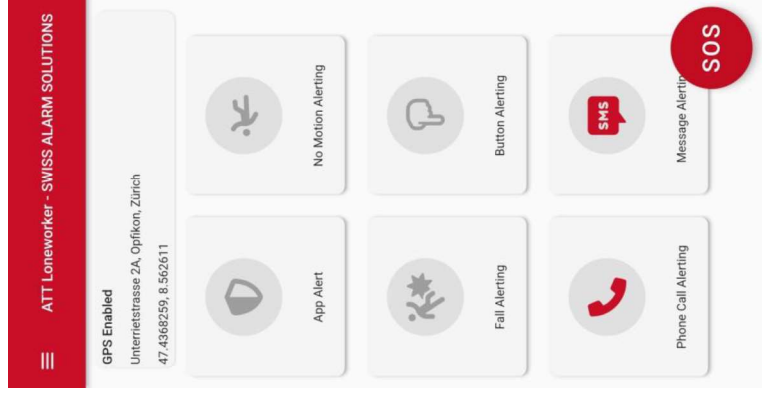 ATT Loneworker - SWISS ALARM SOLUTIONS
GPS Enabled
Unterrietstrasse 2A, Opfikon, Zürich
47.4368259, 8.562611
App Alert
No Motion Alerting
Fall Alerting
Button Alerting
SMS
Phone Call Alerting
Message Alerting
SOS